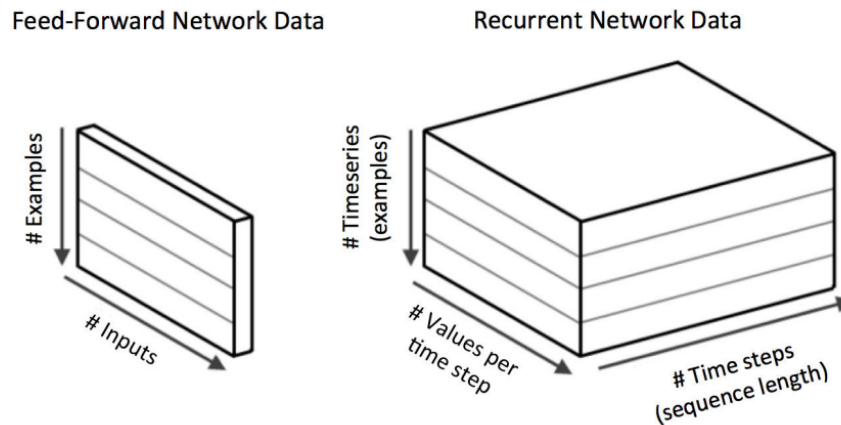 Feed-Forward Network Data
# Examples
# Inputs
Recurrent Network Data
# Timeseries
(examples)
# Values per
time step
# Time steps
(sequence length)